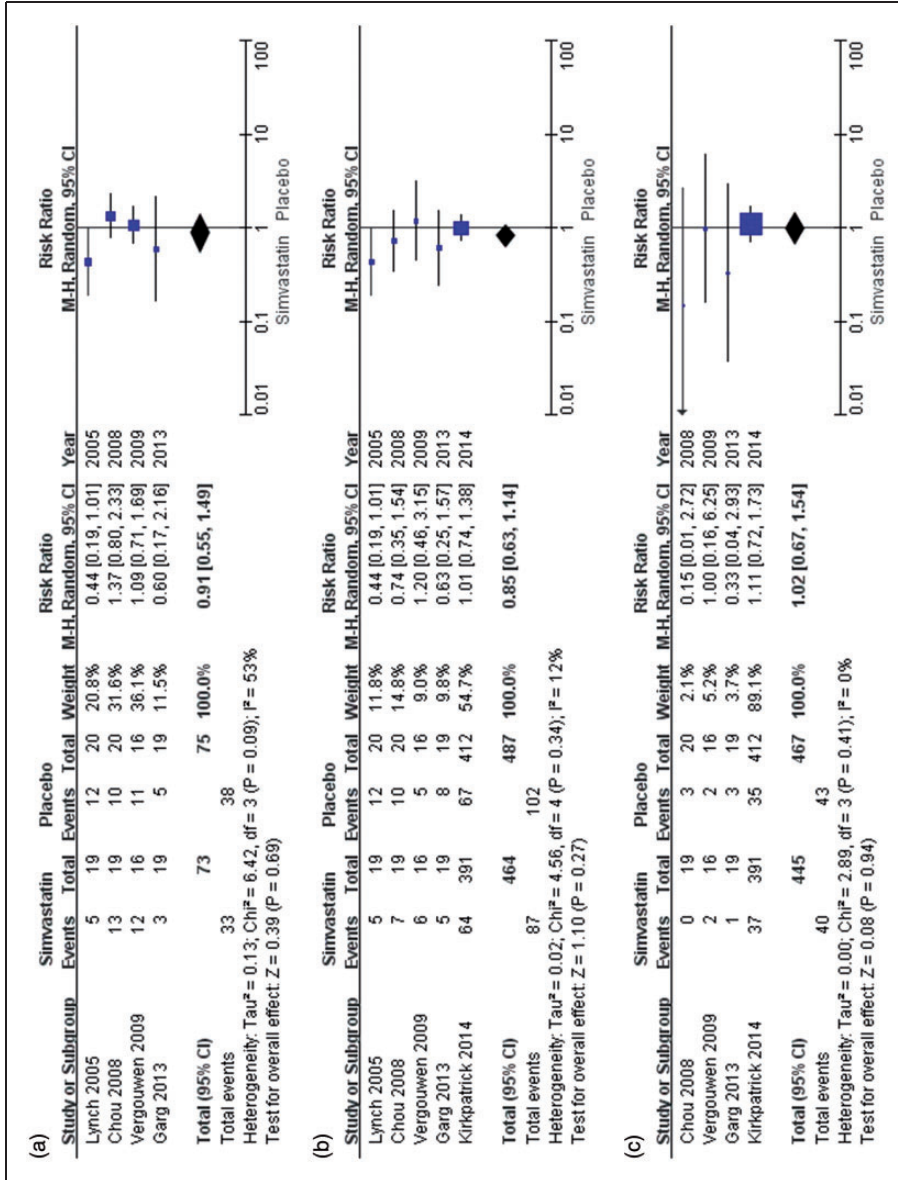 (a)
Simvastatin Placebo Risk Ratio Risk Ratio
Study or Subgroup Events Total Events Total Weight M-H, Random, 95% CI Year M-H, Random, 95% CI
Lynch 2005 5 19 12 20 20.8% 0.44 [0.19, 1.01] 2005
Chou 2008 13 19 10 20 31.6% 1.37 [0.80, 2.33] 2008
Vergouwen 2009 12 16 11 16 36.1% 1.09 [0.71, 1.69] 2009
Garg 2013 3 19 5 19 11.5% 0.60 [0.17, 2.16] 2013
Total (95% CI) 73 75 100.0% 0.91 [0.55, 1.49]
Total events 33 38
Heterogeneity: Tau² = 0.13; Chi² = 6.42, df = 3 (P = 0.09); I² = 53%
Test for overall effect: Z = 0.39 (P = 0.69)
0.01 0.1 1 10 100
Simvastatin Placebo
(b)
Simvastatin Placebo Risk Ratio Risk Ratio
Study or Subgroup Events Total Events Total Weight M-H, Random, 95% CI Year M-H, Random, 95% CI
Lynch 2005 5 19 12 20 11.8% 0.44 [0.19, 1.01] 2005
Chou 2008 7 19 10 20 14.8% 0.74 [0.35, 1.54] 2008
Vergouwen 2009 6 16 5 16 9.0% 1.20 [0.46, 3.15] 2009
Garg 2013 5 19 8 19 9.8% 0.63 [0.25, 1.57] 2013
Kirkpatrick 2014 64 391 67 412 54.7% 1.01 [0.74, 1.38] 2014
Total (95% CI) 464 487 100.0% 0.85 [0.63, 1.14]
Total events 87 102
Heterogeneity: Tau² = 0.02; Chi² = 4.56, df = 4 (P = 0.34); I² = 12%
Test for overall effect: Z = 1.10 (P = 0.27)
0.01 0.1 1 10 100
Simvastatin Placebo
(c)
Simvastatin Placebo Risk Ratio Risk Ratio
Study or Subgroup Events Total Events Total Weight M-H, Random, 95% CI Year M-H, Random, 95% CI
Chou 2008 0 19 3 20 2.1% 0.15 [0.01, 2.72] 2008
Vergouwen 2009 2 16 2 16 5.2% 1.00 [0.16, 6.25] 2009
Garg 2013 1 19 3 19 3.7% 0.33 [0.04, 2.93] 2013
Kirkpatrick 2014 37 391 35 412 89.1% 1.11 [0.72, 1.73] 2014
Total (95% CI) 445 467 100.0% 1.02 [0.67, 1.54]
Total events 40 43
Heterogeneity: Tau² = 0.00; Chi² = 2.89, df = 3 (P = 0.41); I² = 0%
Test for overall effect: Z = 0.08 (P = 0.94)
0.01 0.1 1 10 100
Simvastatin Placebo